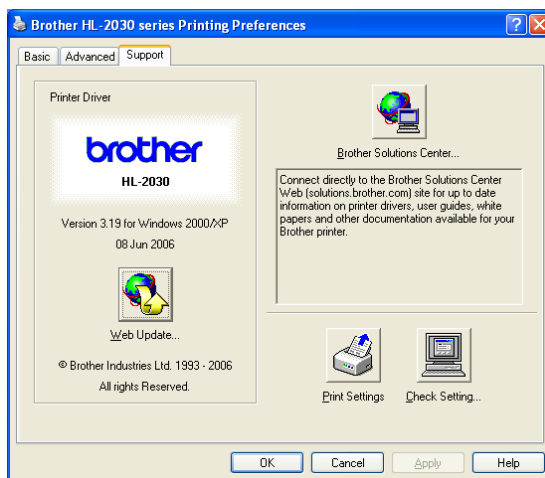 Brother HL-2030 series Printing Preferences
Basic
Advanced
Support
Printer Driver
brother
HL-2030
Version 3.19 for Windows 2000/XP
08 Jun 2006
Web Update...
© Brother Industries Ltd. 1993 - 2006
All rights Reserved.
Brother Solutions Center...
Connect directly to the Brother Solutions Center
Web (solutions.brother.com) site for up to date
information on printer drivers, user guides, white
papers and other documentation available for your
Brother printer.
Print Settings
Check Setting...
OK
Cancel
Apply
Help